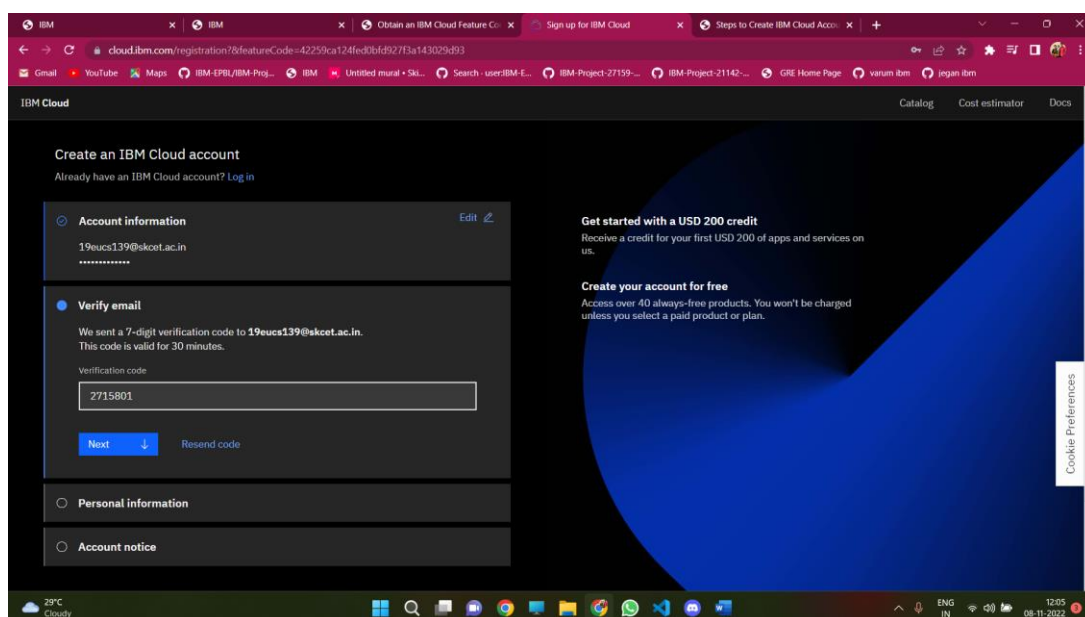 IBM
IBM
Obtain an IBM Cloud Feature Co
Sign up for IBM Cloud
Steps to Create IBM Cloud Accou
cloud.ibm.com/registration?&featureCode=42259ca124fed0bfd927f3a143029d93
Gmail YouTube Maps IBM-EPBL/IBM-Proj... IBM Untitled mural • Ski... Search · user:IBM-E... IBM-Project-27159-... IBM-Project-21142-... GRE Home Page varum ibm jegan ibm
IBM Cloud
Catalog Cost estimator Docs
Create an IBM Cloud account
Already have an IBM Cloud account? Log in
Account information
Edit
19eucs139@skcet.ac.in
•••••••••••••
Verify email
We sent a 7-digit verification code to 19eucs139@skcet.ac.in.
This code is valid for 30 minutes.
Verification code
2715801
Next
Resend code
Personal information
Account notice
Get started with a USD 200 credit
Receive a credit for your first USD 200 of apps and services on
us.
Create your account for free
Access over 40 always-free products. You won't be charged
unless you select a paid product or plan.
Cookie Preferences
29°C
Cloudy
ENG
IN
12:05
08-11-2022
1